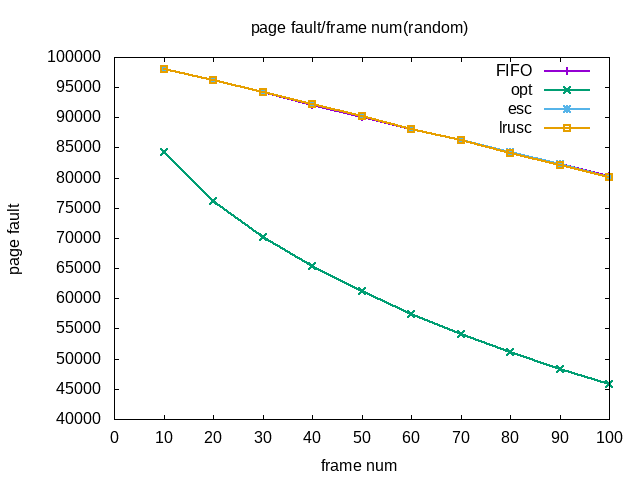 page fault/frame num(random)
100000
95000
90000
85000
80000
75000
70000
65000
60000
55000
50000
45000
40000
page fault
FIFO
opt
esc
lrusc
0 10 20 30 40 50 60 70 80 90 100
frame num